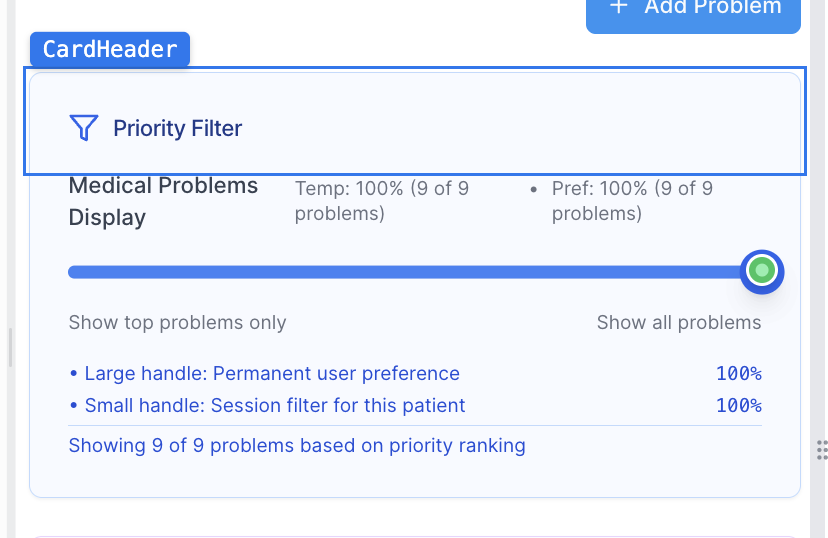 + Add Problem
CardHeader
Priority Filter
Medical Problems
Display
Temp: 100% (9 of 9
problems)
• Pref: 100% (9 of 9
problems)
Show top problems only
Show all problems
• Large handle: Permanent user preference 100%
• Small handle: Session filter for this patient 100%
Showing 9 of 9 problems based on priority ranking